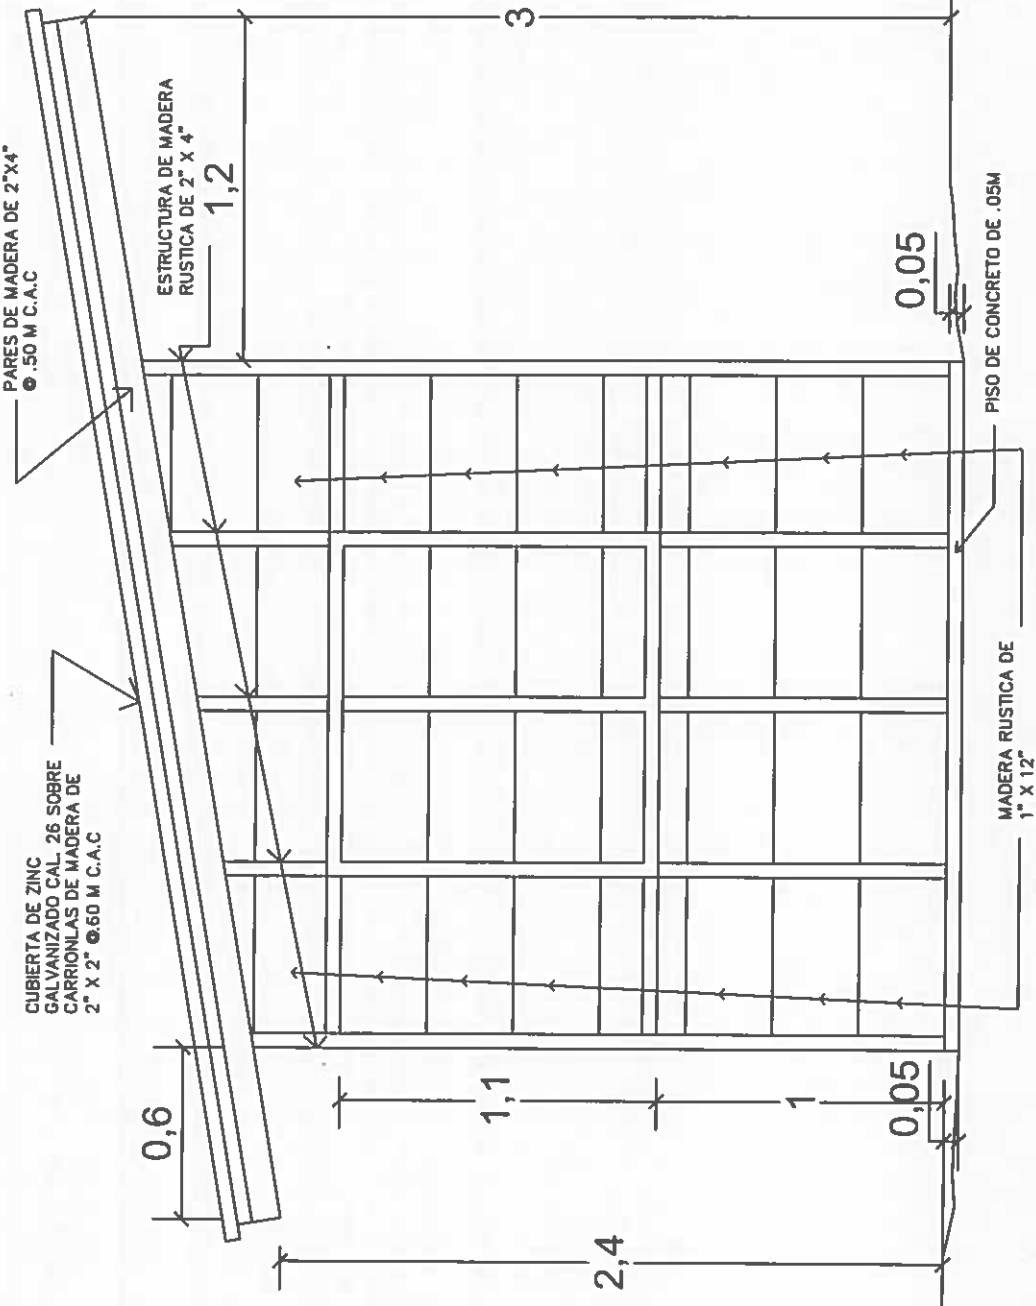 PARES DE MADERA DE 2"X4"
@ .50 M C.A.C
ESTRUCTURA DE MADERA
RUSTICA DE 2" X 4"
CUBIERTA DE ZINC
GALVANIZADO CAL. 26 SOBRE
CARRIONLAS DE MADERA DE
2" X 2" @.60 M C.A.C
3
1,2
0,6
1,1
1
0,05
0,05
2,4
PISO DE CONCRETO DE .05M
MADERA RUSTICA DE
1" X 12"